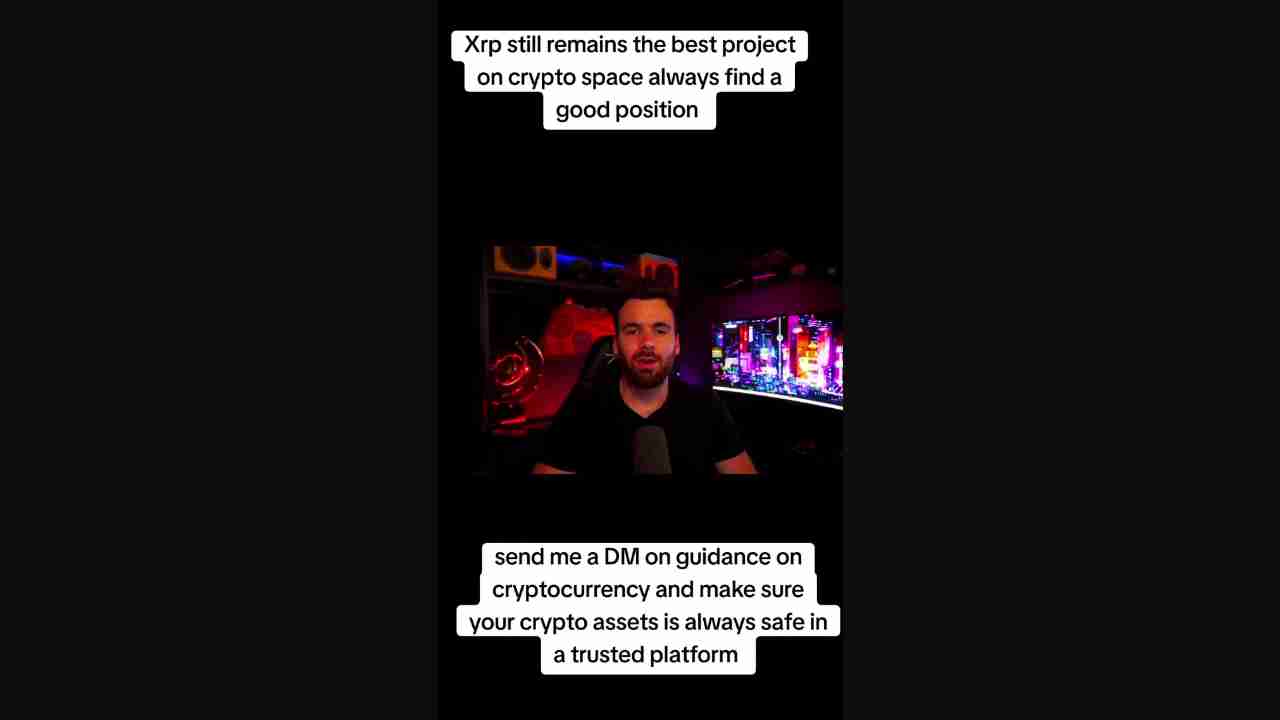 Xrp still remains the best project
on crypto space always find a
good position
send me a DM on guidance on
cryptocurrency and make sure
your crypto assets is always safe in
a trusted platform